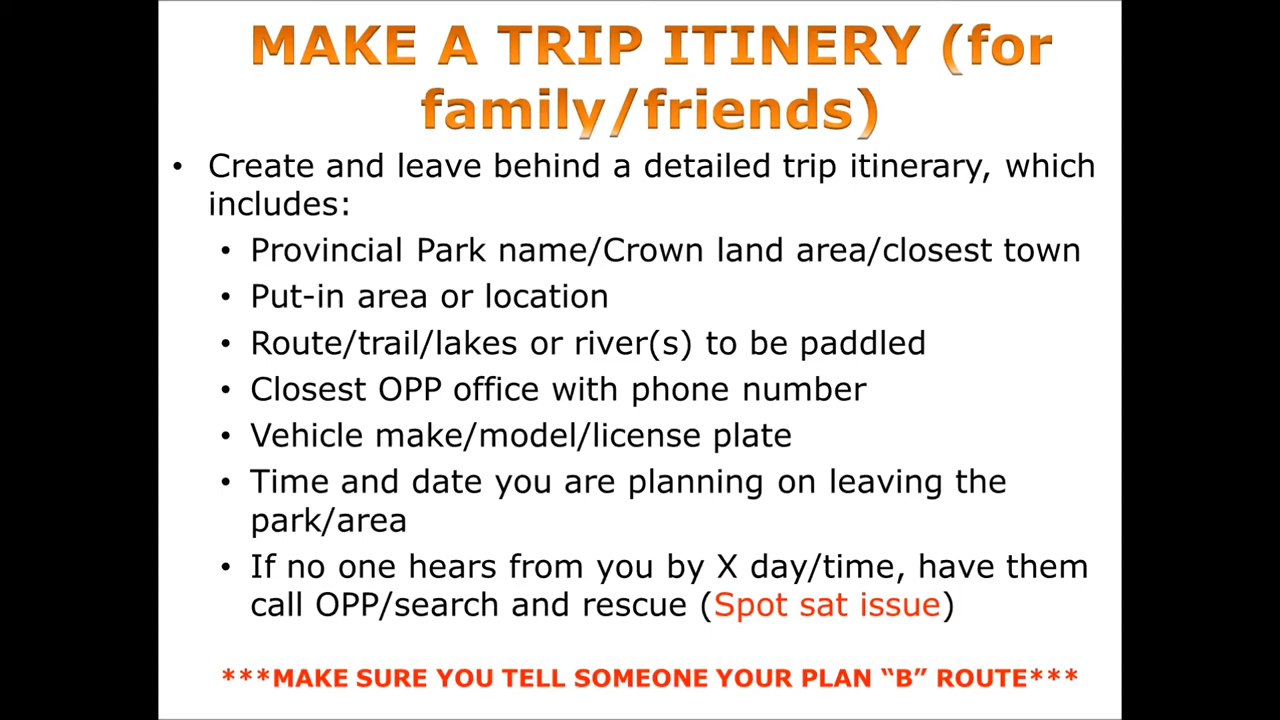 MAKE A TRIP ITINERY (for
family/friends)
• Create and leave behind a detailed trip itinerary, which
includes:
• Provincial Park name/Crown land area/closest town
• Put-in area or location
• Route/trail/lakes or river(s) to be paddled
• Closest OPP office with phone number
• Vehicle make/model/license plate
• Time and date you are planning on leaving the
park/area
• If no one hears from you by X day/time, have them
call OPP/search and rescue (Spot sat issue)
***MAKE SURE YOU TELL SOMEONE YOUR PLAN “B” ROUTE***